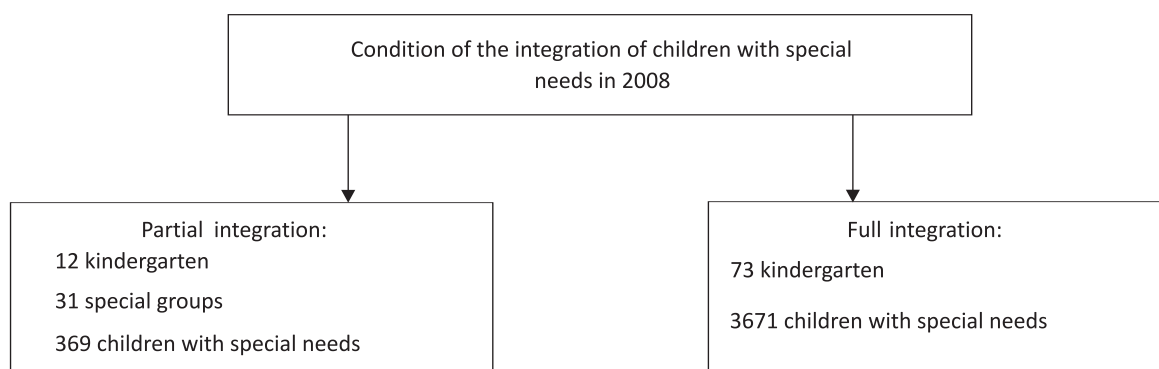 Condition of the integration of children with special
needs in 2008
Partial integration:
12 kindergarten
31 special groups
369 children with special needs
Full integration:
73 kindergarten
3671 children with special needs